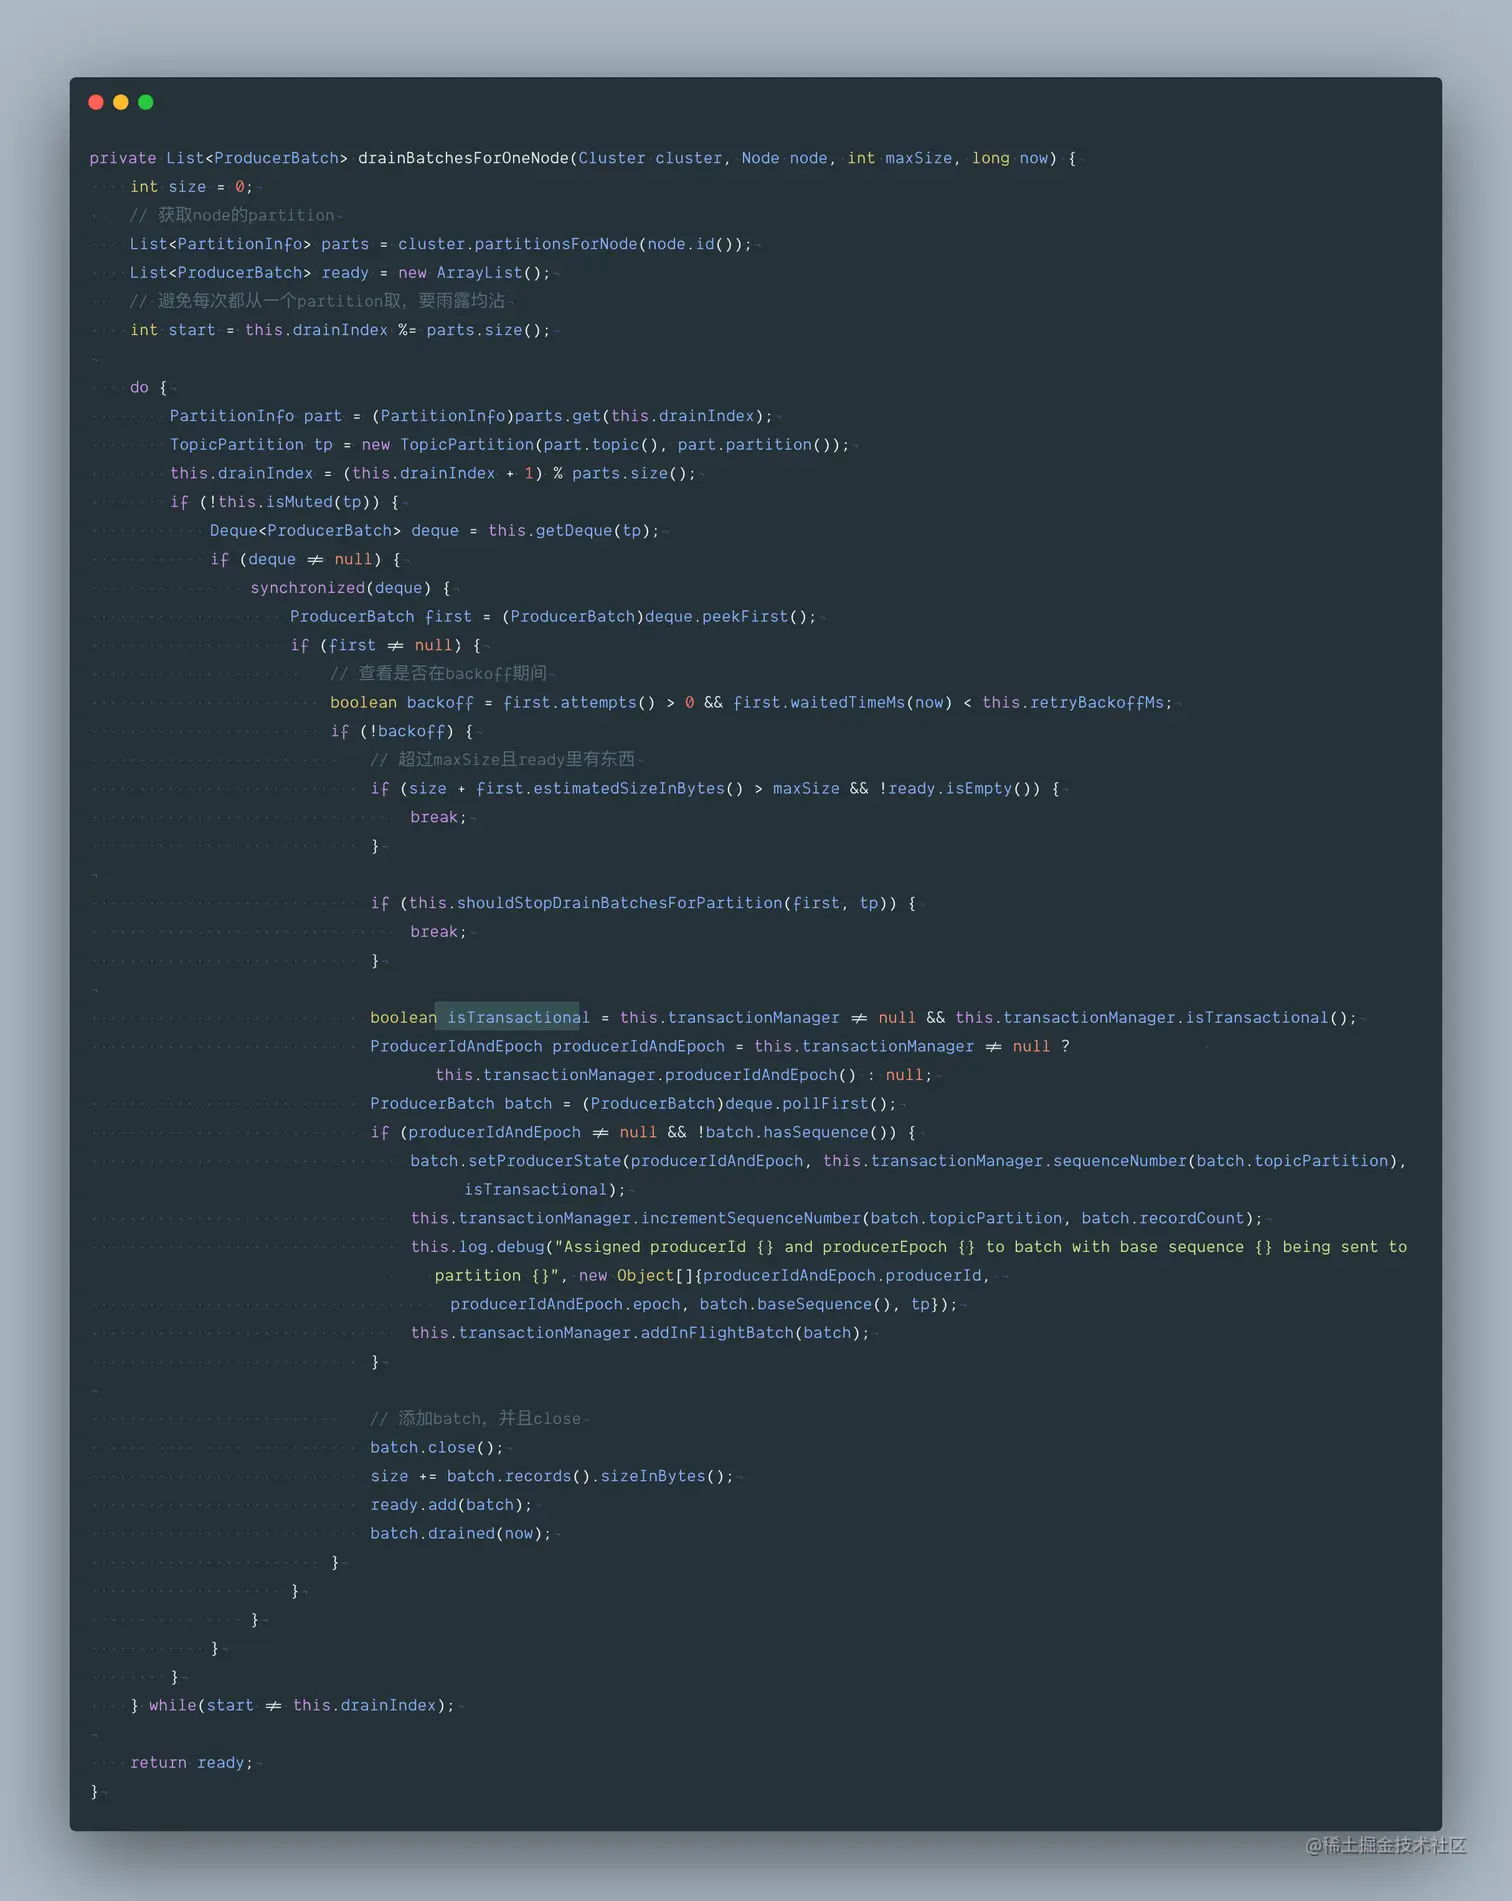 private List<ProducerBatch> drainBatchesForOneNode(Cluster cluster, Node node, int maxSize, long now) {
    int size = 0;
    // 获取node的partition
    List<PartitionInfo> parts = cluster.partitionsForNode(node.id());
    List<ProducerBatch> ready = new ArrayList();
    // 避免每次都从一个partition取，要雨露均沾
    int start = this.drainIndex %= parts.size();

    do {
        PartitionInfo part = (PartitionInfo)parts.get(this.drainIndex);
        TopicPartition tp = new TopicPartition(part.topic(), part.partition());
        this.drainIndex = (this.drainIndex + 1) % parts.size();
        if (!this.isMuted(tp)) {
            Deque<ProducerBatch> deque = this.getDeque(tp);
            if (deque != null) {
                synchronized(deque) {
                    ProducerBatch first = (ProducerBatch)deque.peekFirst();
                    if (first != null) {
                        // 查看是否在backoff期间
                        boolean backoff = first.attempts() > 0 && first.waitedTimeMs(now) < this.retryBackoffMs;
                        if (!backoff) {
                            // 超过maxSize且ready里有东西
                            if (size + first.estimatedSizeInBytes() > maxSize && !ready.isEmpty()) {
                                break;
                            }

                            if (this.shouldStopDrainBatchesForPartition(first, tp)) {
                                break;
                            }

                            boolean isTransactional = this.transactionManager != null && this.transactionManager.isTransactional();
                            ProducerIdAndEpoch producerIdAndEpoch = this.transactionManager != null ?
                                this.transactionManager.producerIdAndEpoch() : null;
                            ProducerBatch batch = (ProducerBatch)deque.pollFirst();
                            if (producerIdAndEpoch != null && !batch.hasSequence()) {
                                batch.setProducerState(producerIdAndEpoch, this.transactionManager.sequenceNumber(batch.topicPartition),
                                    isTransactional);
                                this.transactionManager.incrementSequenceNumber(batch.topicPartition, batch.recordCount);
                                this.log.debug("Assigned producerId {} and producerEpoch {} to batch with base sequence {} being sent to
                                  partition {}", new Object[]{producerIdAndEpoch.producerId,
                                    producerIdAndEpoch.epoch, batch.baseSequence(), tp});
                                this.transactionManager.addInFlightBatch(batch);
                            }

                            // 添加batch，并且close
                            batch.close();
                            size += batch.records().sizeInBytes();
                            ready.add(batch);
                            batch.drained(now);
                        }
                    }
                }
            }
        }
    } while(start != this.drainIndex);

    return ready;
}
@稀土掘金技术社区